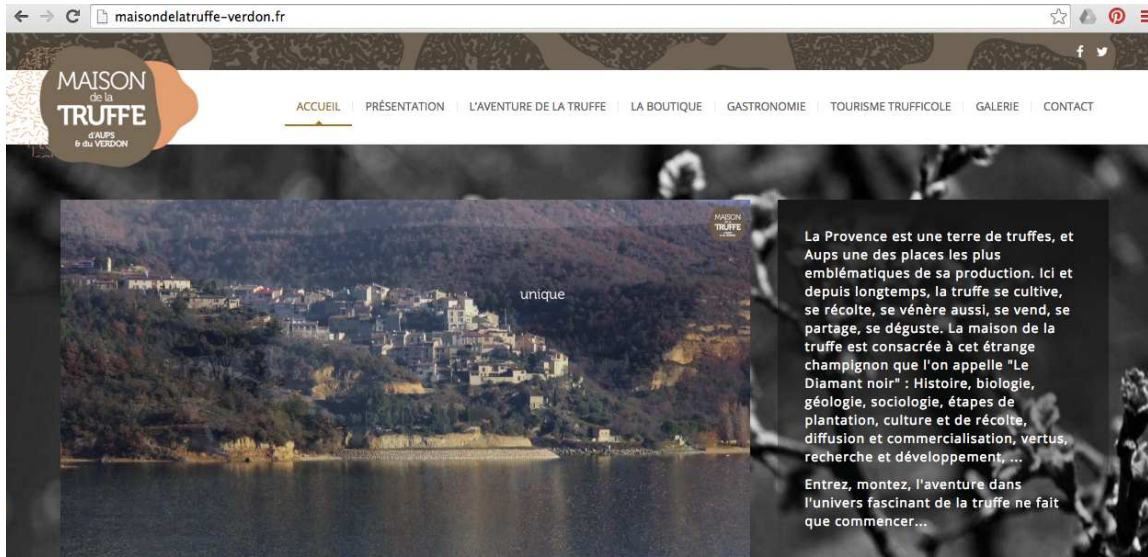 maisondelatruffe-verdon.fr
MAISON
de la
TRUFFE
d'AUPS
& du VERDON
ACCUEIL
PRÉSENTATION
L'AVENTURE DE LA TRUFFE
LA BOUTIQUE
GASTRONOMIE
TOURISME TRUFFICOLE
GALERIE
CONTACT
MAISON
TRUFFE
unique
La Provence est une terre de truffes, et
Aups une des places les plus
emblématiques de sa production. Ici et
depuis longtemps, la truffe se cultive,
se récolte, se vénère aussi, se vend, se
partage, se déguste. La maison de la
truffe est consacrée à cet étrange
champignon que l'on appelle "Le
Diamant noir" : Histoire, biologie,
géologie, sociologie, étapes de
plantation, culture et de récolte,
diffusion et commercialisation, vertus,
recherche et développement, ...
Entrez, montez, l'aventure dans
l'univers fascinant de la truffe ne fait
que commencer...